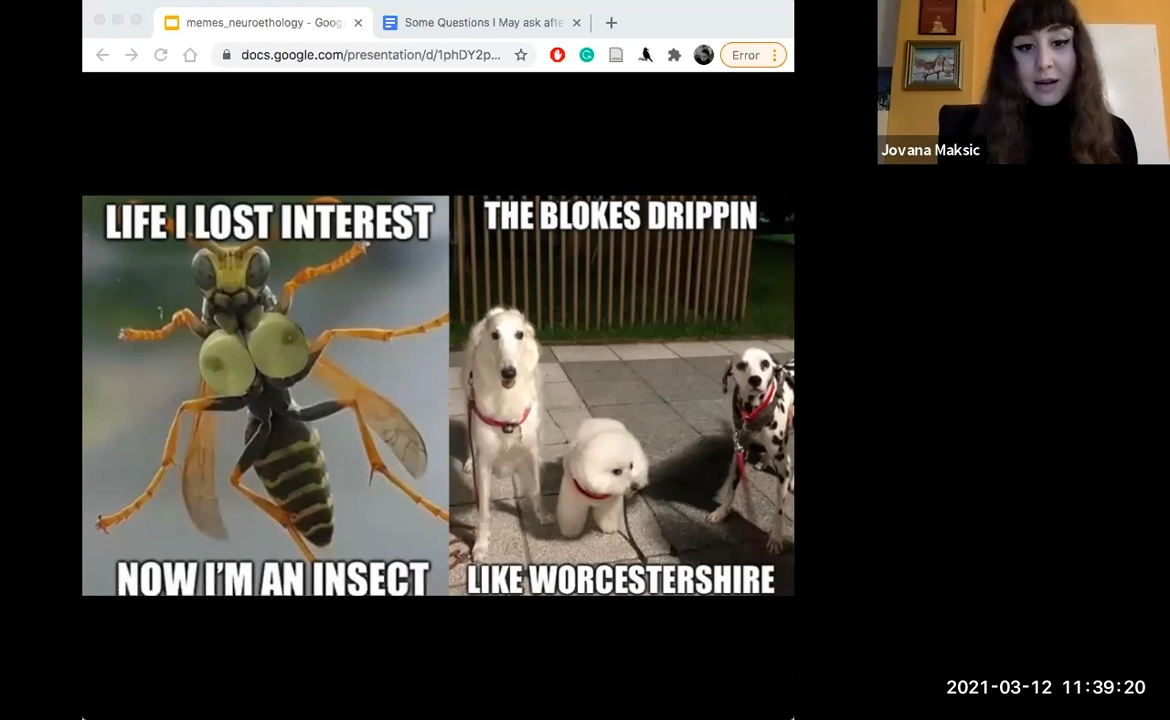 memes_neuroethology - Goog
Some Questions I May ask afte
docs.google.com/presentation/d/1phDY2p...
Error
Jovana Maksic
LIFE I LOST INTEREST
NOW I'M AN INSECT
THE BLOKES DRIPPIN
LIKE WORCESTERSHIRE
2021-03-12 11:39:20